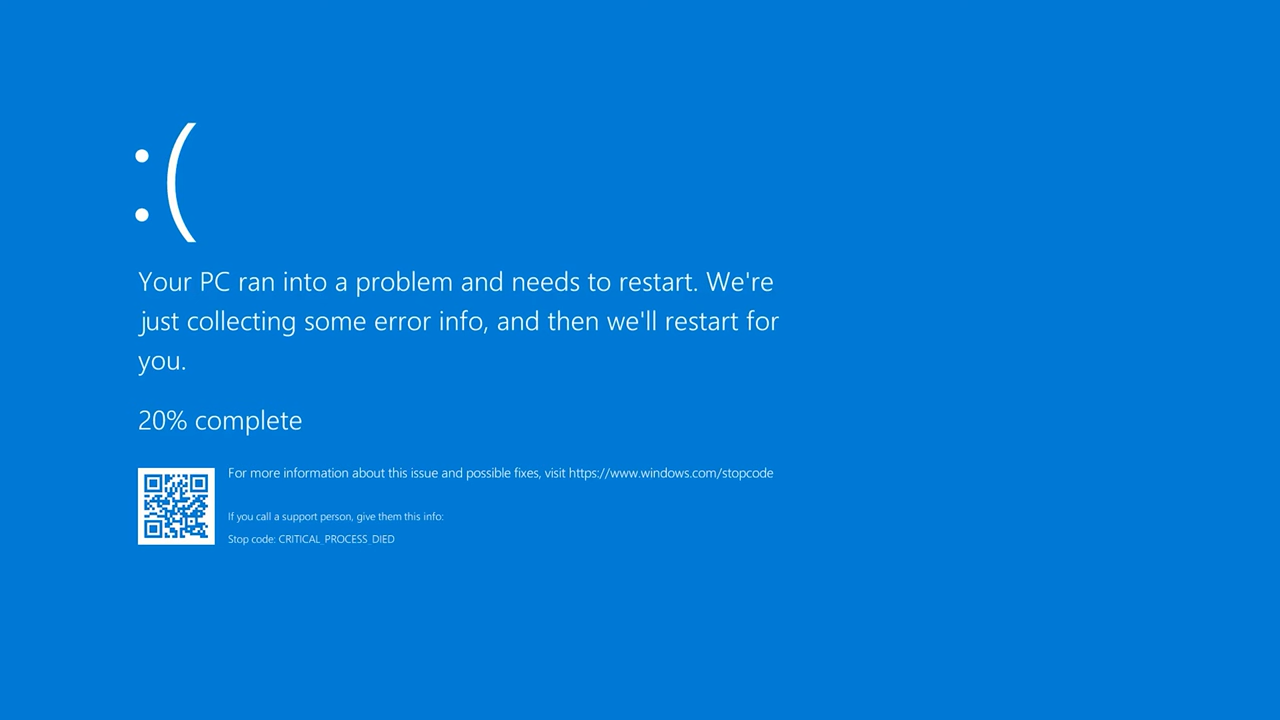 :(
Your PC ran into a problem and needs to restart. We're
just collecting some error info, and then we'll restart for
you.
20% complete
For more information about this issue and possible fixes, visit https://www.windows.com/stopcode
If you call a support person, give them this info:
Stop code: CRITICAL_PROCESS_DIED